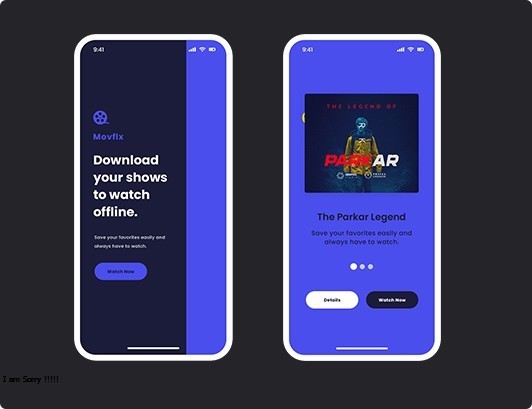 9:41
Movflx
Download
your shows
to watch
offline.
Save your favorites easily and
always have to watch.
Watch Now
9:41
THE LEGEND OF
PARKAR
The Parkar Legend
Save your favorites easily and
always have to watch.
Details
Watch Now
I am Sorry !!!!!